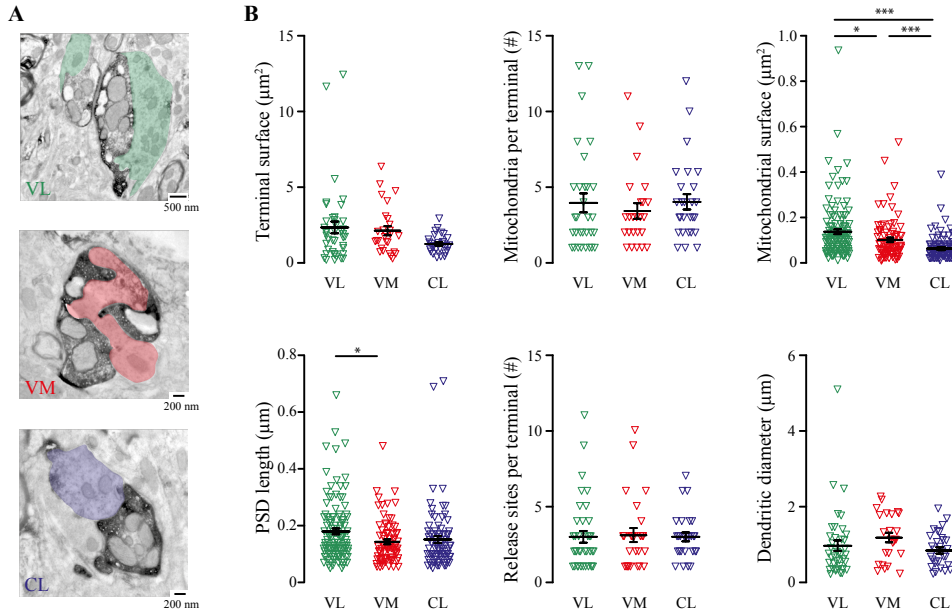 A
B
VL
500 nm
VM
200 nm
CL
200 nm
Terminal surface (µm²)
15
10
5
0
VL VM CL
Mitochondria per terminal (#)
15
10
5
0
VL VM CL
Mitochondrial surface (µm²)
1.0
0.8
0.6
0.4
0.2
0
***
* ***
VL VM CL
PSD length (µm)
0.8
0.6
0.4
0.2
0
*
VL VM CL
Release sites per terminal (#)
15
10
5
0
VL VM CL
Dendritic diameter (µm)
6
4
2
0
VL VM CL